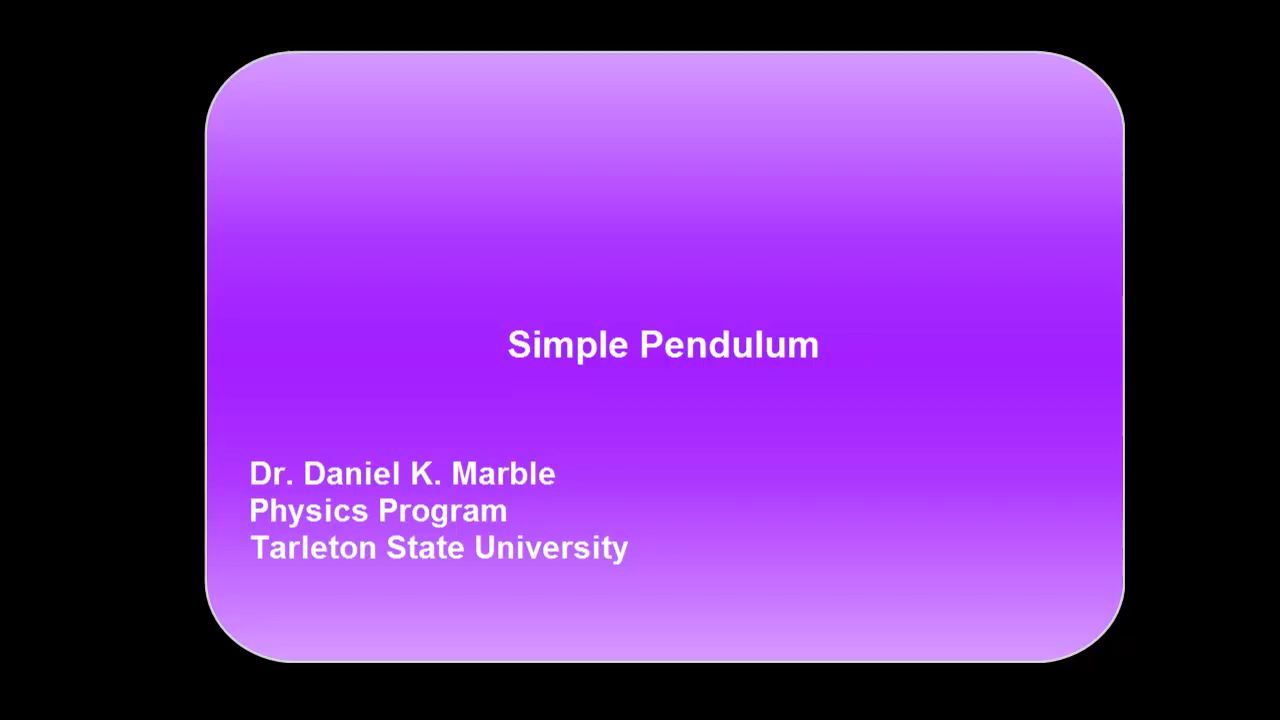 Simple Pendulum
Dr. Daniel K. Marble
Physics Program
Tarleton State University